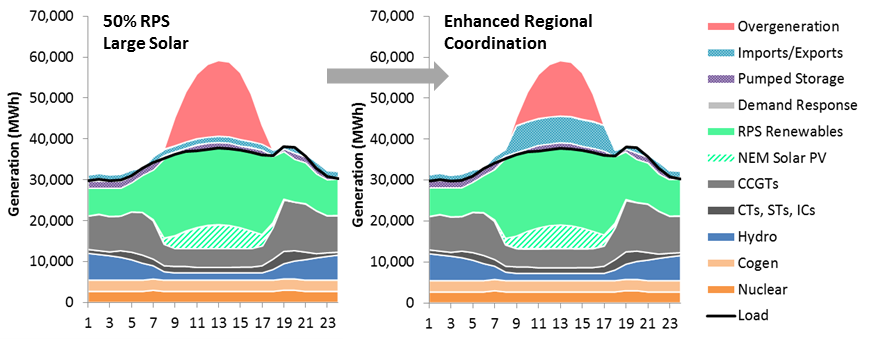 50% RPS
Large Solar
Generation (MWh)
70,000
60,000
50,000
40,000
30,000
20,000
10,000
0
1 3 5 7 9 11 13 15 17 19 21 23
Enhanced Regional
Coordination
Generation (MWh)
70,000
60,000
50,000
40,000
30,000
20,000
10,000
0
1 3 5 7 9 11 13 15 17 19 21 23
Overgeneration
Imports/Exports
Pumped Storage
Demand Response
RPS Renewables
NEM Solar PV
CCGTs
CTs, STs, ICs
Hydro
Cogen
Nuclear
Load